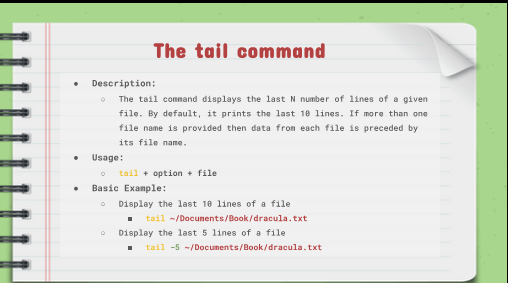 The tail command
● Description:
○ The tail command displays the last N number of lines of a given
file. By default, it prints the last 10 lines. If more than one
file name is provided then data from each file is preceded by
its file name.
● Usage:
○ tail + option + file
● Basic Example:
○ Display the last 10 lines of a file
■ tail ~/Documents/Book/dracula.txt
○ Display the last 5 lines of a file
■ tail -5 ~/Documents/Book/dracula.txt